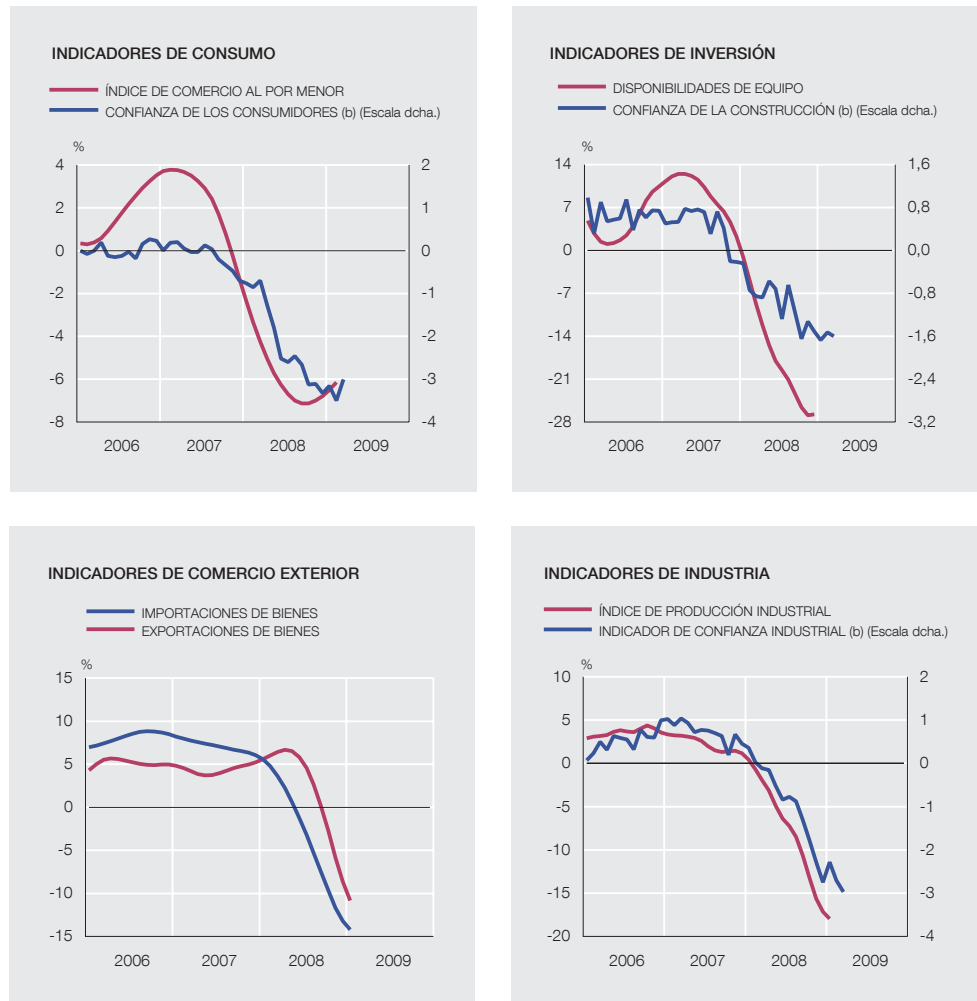 INDICADORES DE CONSUMO
ÍNDICE DE COMERCIO AL POR MENOR
CONFIANZA DE LOS CONSUMIDORES (b) (Escala dcha.)
%
4 2
2 1
0 0
-2 -1
-4 -2
-6 -3
-8 -4
2006 2007 2008 2009
INDICADORES DE INVERSIÓN
DISPONIBILIDADES DE EQUIPO
CONFIANZA DE LA CONSTRUCCIÓN (b) (Escala dcha.)
%
14 1,6
7 0,8
0 0,0
-7 -0,8
-14 -1,6
-21 -2,4
-28 -3,2
2006 2007 2008 2009
INDICADORES DE COMERCIO EXTERIOR
IMPORTACIONES DE BIENES
EXPORTACIONES DE BIENES
%
15
10
5
0
-5
-10
-15
2006 2007 2008 2009
INDICADORES DE INDUSTRIA
ÍNDICE DE PRODUCCIÓN INDUSTRIAL
INDICADOR DE CONFIANZA INDUSTRIAL (b) (Escala dcha.)
%
10 2
5 1
0 0
-5 -1
-10 -2
-15 -3
-20 -4
2006 2007 2008 2009